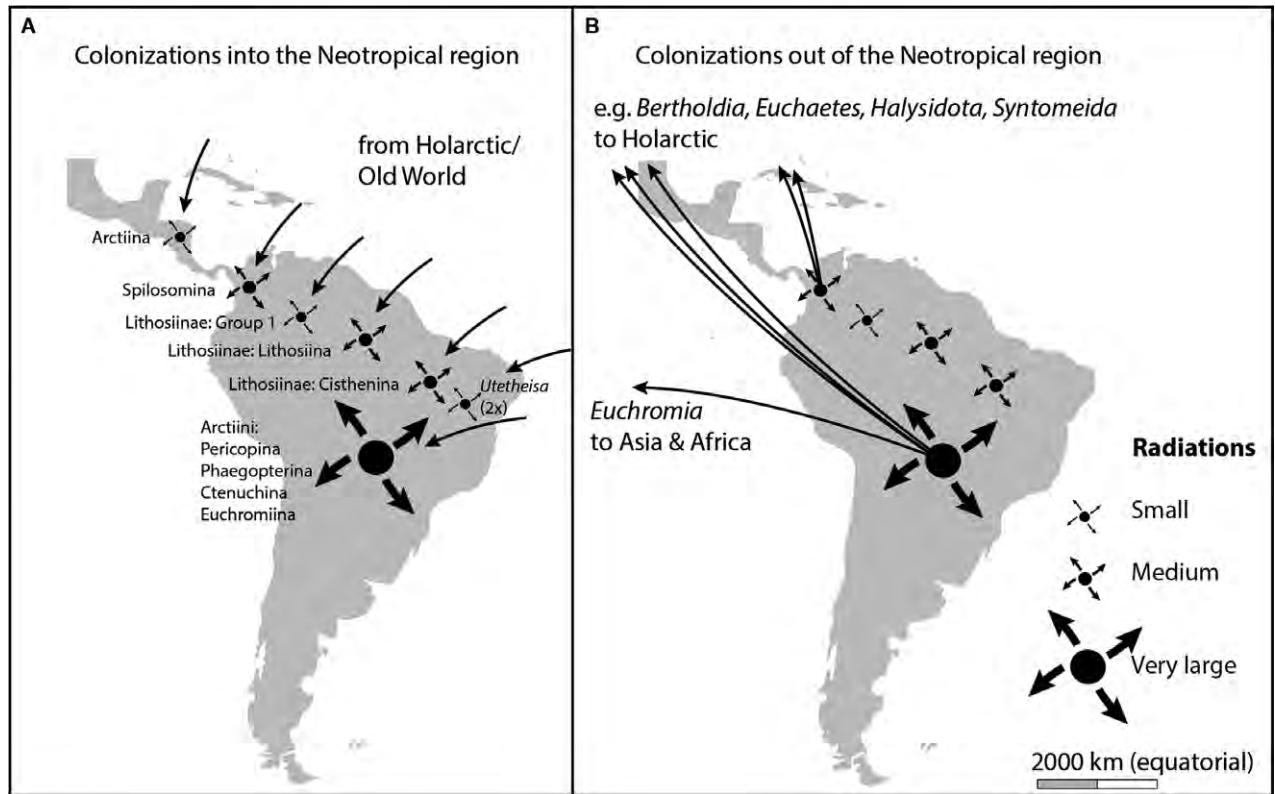 A
Colonizations into the Neotropical region
from Holarctic/
Old World
Arctiina
Spilosomina
Lithosiinae: Group 1
Lithosiinae: Lithosiina
Lithosiinae: Cisthenina
Utetheisa
(2x)
Arctiini:
Pericopina
Phaegopterina
Ctenuchina
Euchromiina
B
Colonizations out of the Neotropical region
e.g. Bertholdia, Euchaetes, Halysidota, Syntomeida
to Holarctic
Euchromia
to Asia & Africa
Radiations
Small
Medium
Very large
2000 km (equatorial)